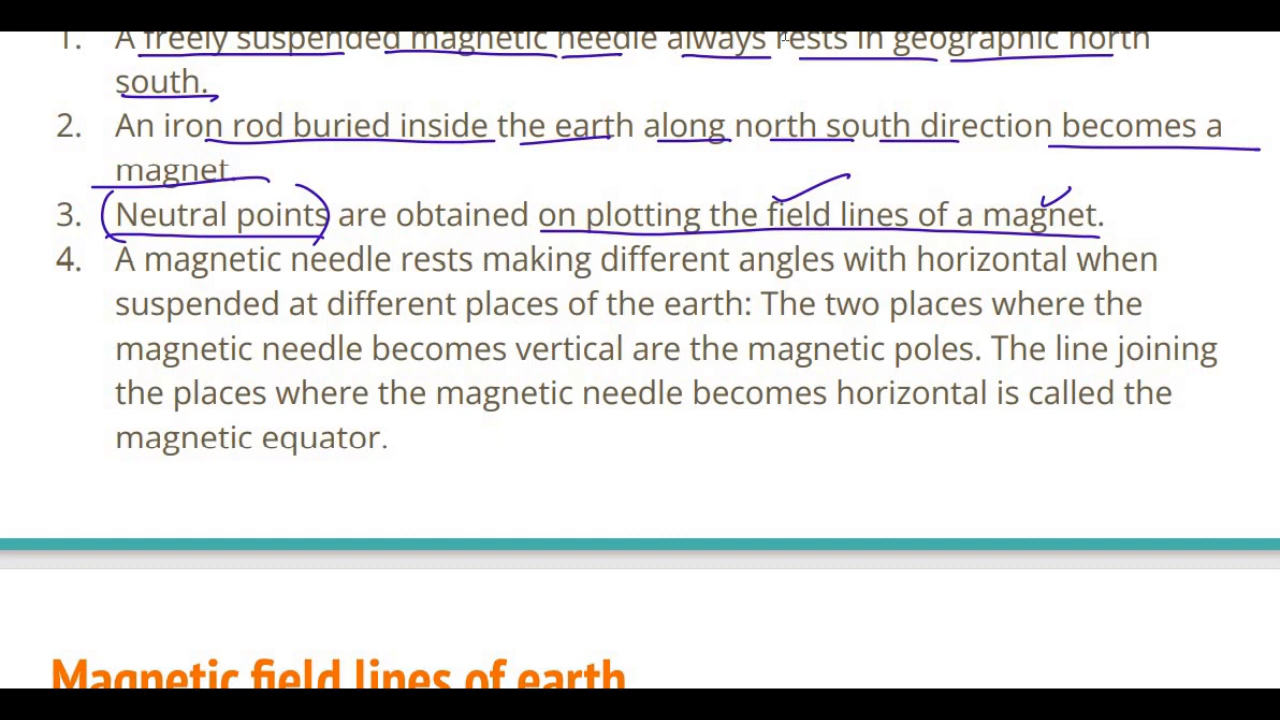 1. A freely suspended magnetic needle always rests in geographic north
south.
2. An iron rod buried inside the earth along north south direction becomes a
magnet.
3. Neutral points are obtained on plotting the field lines of a magnet.
4. A magnetic needle rests making different angles with horizontal when
suspended at different places of the earth: The two places where the
magnetic needle becomes vertical are the magnetic poles. The line joining
the places where the magnetic needle becomes horizontal is called the
magnetic equator.
Magnetic field lines of earth